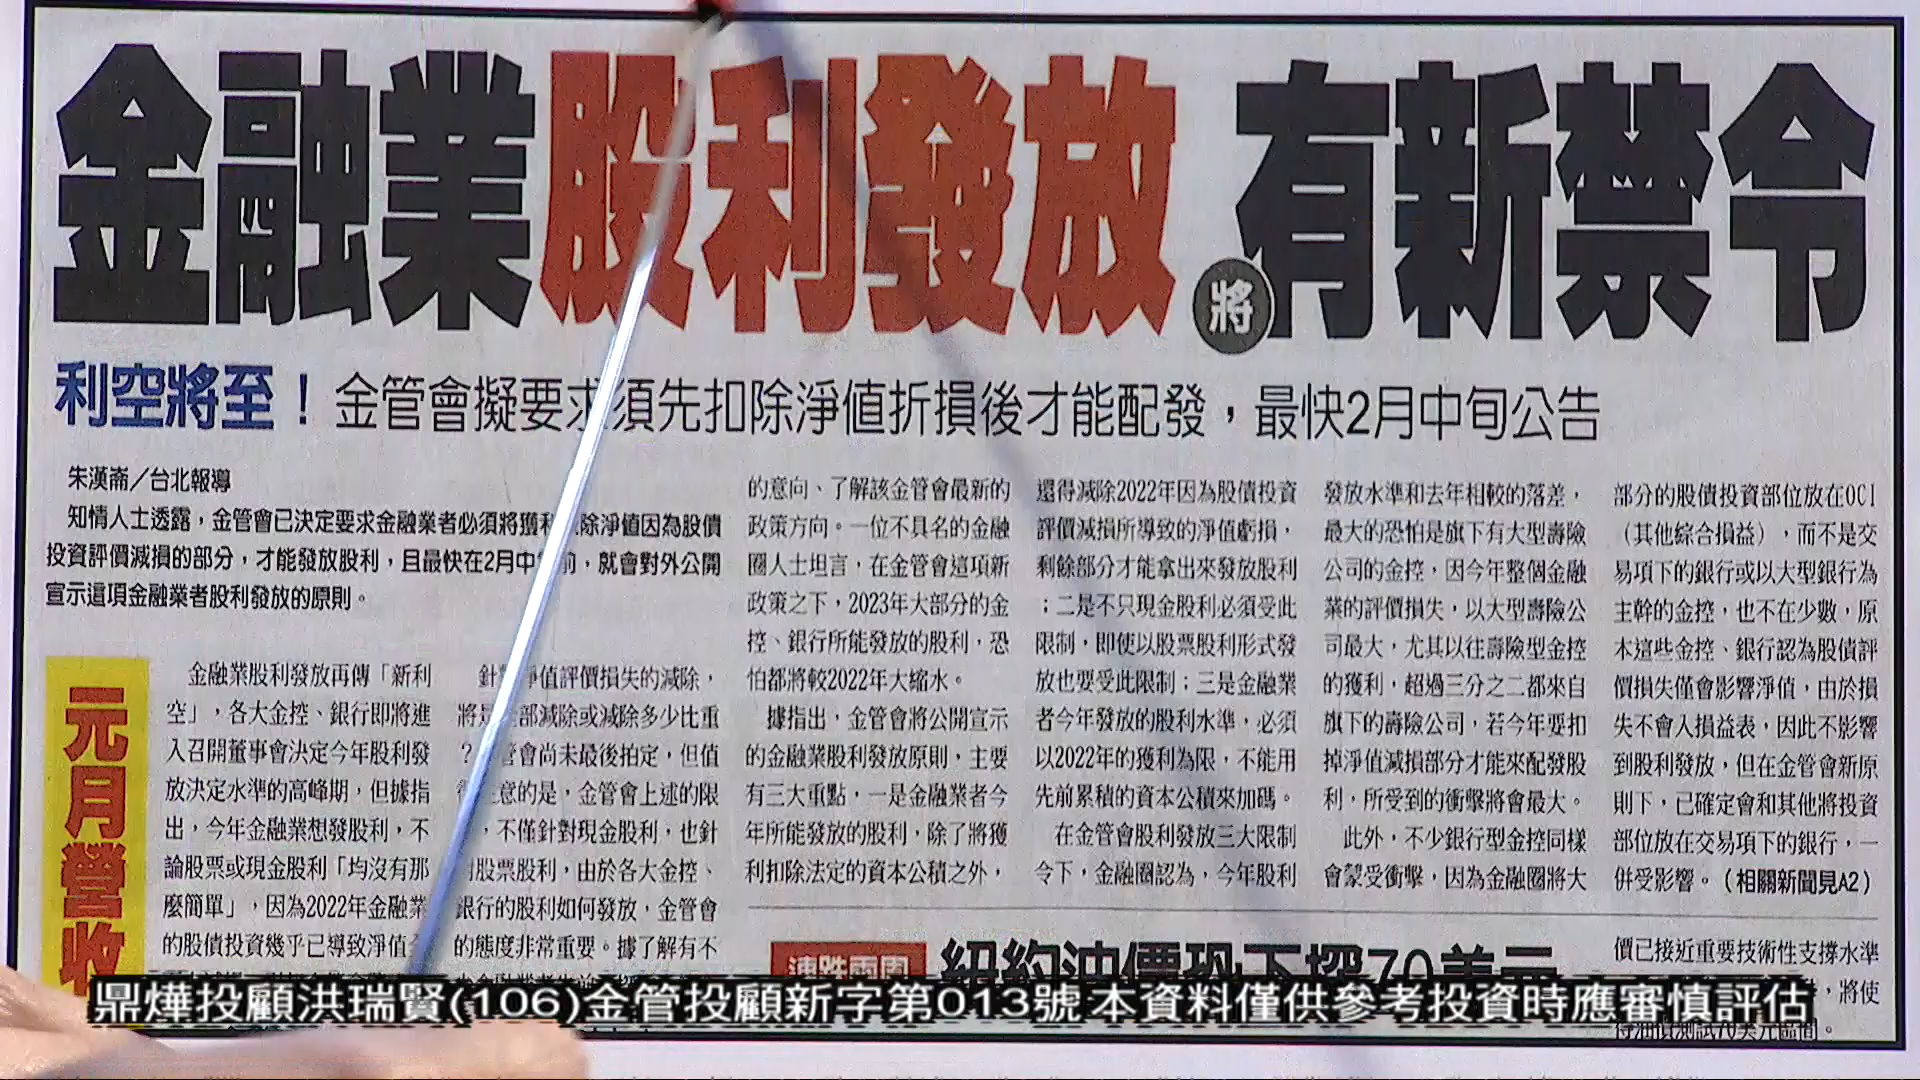 金融業股利發放將有新禁令
利空將至！金管會擬要求須先扣除淨值折損後才能配發，最快2月中旬公告
朱漢崙／台北報導
知情人士透露，金管會已決定要求金融業者必須將獲利 除淨值因為股債
投資評價減損的部分，才能發放股利，且最快在2月中 前，就會對外公開
宣示這項金融業者股利發放的原則。
金融業股利發放再傳「新利
空」，各大金控、銀行即將進
入召開董事會決定今年股利發
放決定水準的高峰期，但據指
出，今年金融業想發股利，不
論股票或現金股利「均沒有那
麼簡單」，因為2022年金融業
的股債投資幾乎已導致淨值
針 淨值評價損失的減除，
將是 部減除或減除多少比重
？ 管會尚未最後拍定，但值
意的是，金管會上述的限
，不僅針對現金股利，也針
股票股利，由於各大金控、
銀行的股利如何發放，金管會
的態度非常重要。據了解有不
的意向、了解該金管會最新的
政策方向。一位不具名的金融
圈人士坦言，在金管會這項新
政策之下，2023年大部分的金
控、銀行所能發放的股利，恐
怕都將較2022年大縮水。
據指出，金管會將公開宣示
的金融業股利發放原則，主要
有三大重點，一是金融業者今
年所能發放的股利，除了將獲
利扣除法定的資本公積之外，
還得減除2022年因為股債投資
評價減損所導致的淨值虧損，
剩餘部分才能拿出來發放股利
；二是不只現金股利必須受此
限制，即使以股票股利形式發
放也要受此限制；三是金融業
者今年發放的股利水準，必須
以2022年的獲利為限，不能用
先前累積的資本公積來加碼。
在金管會股利發放三大限制
令下，金融圈認為，今年股利
發放水準和去年相較的落差，
最大的恐怕是旗下有大型壽險
公司的金控，因今年整個金融
業的評價損失，以大型壽險公
司最大，尤其以往壽險型金控
的獲利，超過三分之二都來自
旗下的壽險公司，若今年要扣
掉淨值減損部分才能來配發股
利，所受到的衝擊將會最大。
此外，不少銀行型金控同樣
會蒙受衝擊，因為金融圈將大
部分的股債投資部位放在OCI
（其他綜合損益），而不是交
易項下的銀行或以大型銀行為
主幹的金控，也不在少數，原
本這些金控、銀行認為股債評
價損失僅會影響淨值，由於損
失不會入損益表，因此不影響
到股利發放，但在金管會新原
則下，已確定會和其他將投資
部位放在交易項下的銀行，一
併受影響。（相關新聞見A2）
元月營收
連跌兩周
紐約油價恐下探70美元
價已接近重要技術性支撐水準
，將使
得油價測試70美元區間。
鼎燁投顧洪瑞賢(106)金管投顧新字第013號本資料僅供參考投資時應審慎評估